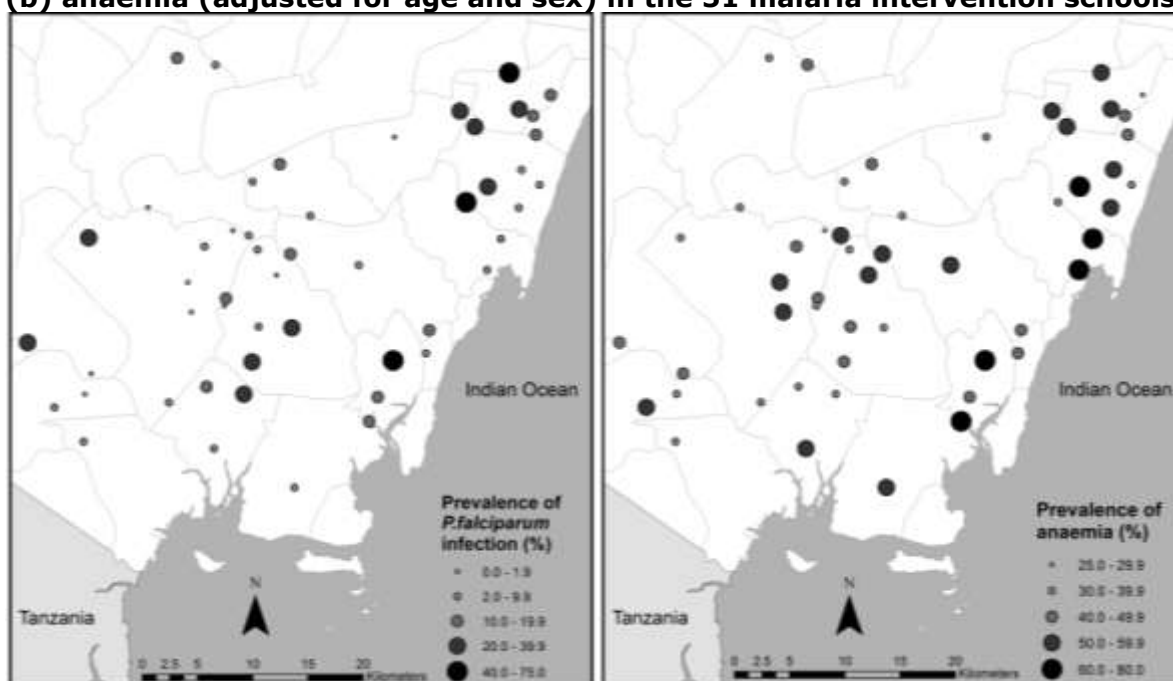 (b) anaemia (adjusted for age and sex) in the 51 malaria intervention schools
Indian Ocean
Prevalence of
P.falciparum
infection (%)
0.0 - 1.9
2.0 - 9.9
10.0 - 19.9
20.0 - 39.9
40.0 - 75.0
Tanzania
N
0 2.5 5 10 15 20
Kilometers
Indian Ocean
Prevalence of
anaemia (%)
25.0 - 29.9
30.0 - 39.9
40.0 - 49.9
50.0 - 59.9
60.0 - 80.0
Tanzania
N
0 2.5 5 10 15 20
Kilometers